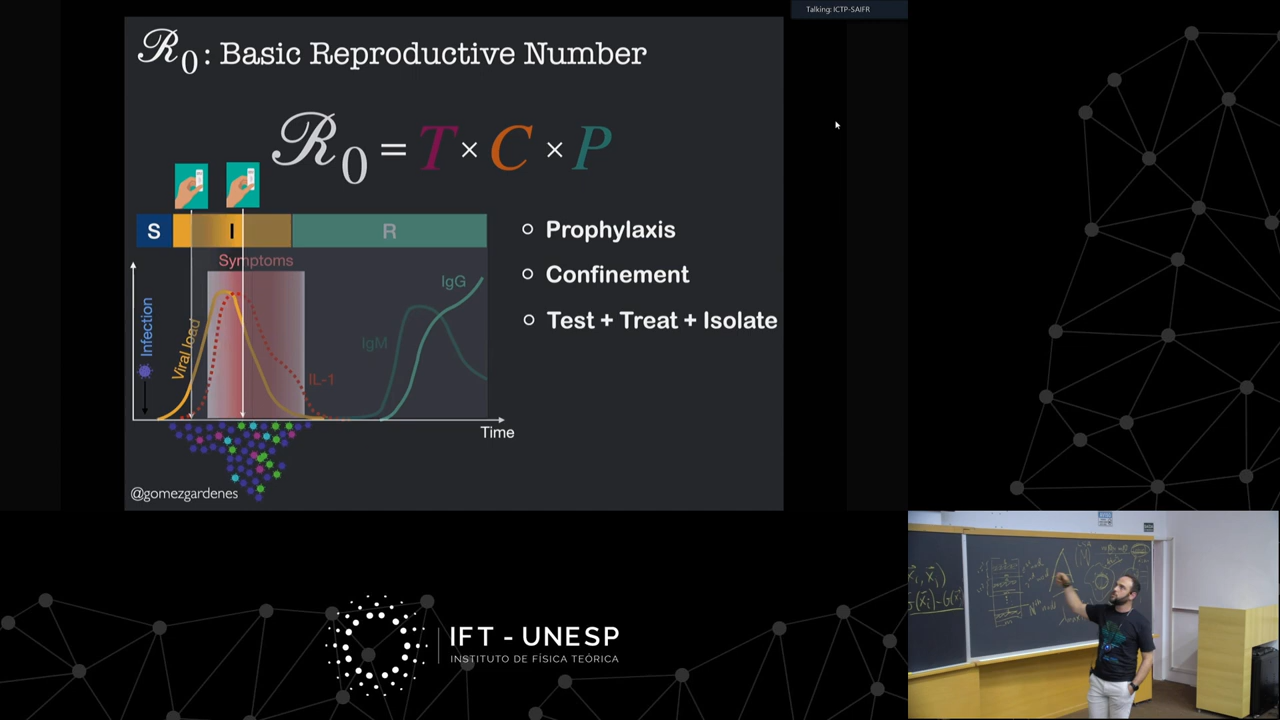 Talking: ICTP-SAIFR
ℛ0 : Basic Reproductive Number
ℛ0 = T × C × P
S
I
R
Symptoms
Infection
Viral load
IgM
IL-1
IgG
Time
Prophylaxis
Confinement
Test + Treat + Isolate
@gomezgardenes
IFT - UNESP
INSTITUTO DE FÍSICA TEÓRICA